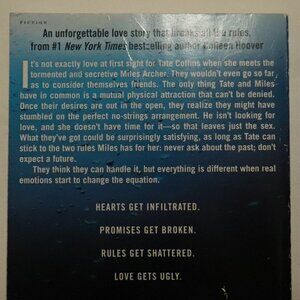 FICTION
An unforgettable love story that breaks all the rules,
from #1 New York Times bestselling author Colleen Hoover
It's not exactly love at first sight for Tate Collins when she meets the
tormented and secretive Miles Archer. They wouldn't even go so far
as to consider themselves friends. The only thing Tate and Miles
have in common is a mutual physical attraction that can't be denied.
Once their desires are out in the open, they realize they might have
stumbled on the perfect no-strings arrangement. He isn't looking for
love, and she doesn't have time for it—so that leaves just the sex.
What they've got could be surprisingly satisfying, as long as Tate can
stick to the two rules Miles has for her: never ask about the past; don't
expect a future.
They think they can handle it, but everything is different when real
emotions start to change the equation.
HEARTS GET INFILTRATED.
PROMISES GET BROKEN.
RULES GET SHATTERED.
LOVE GETS UGLY.